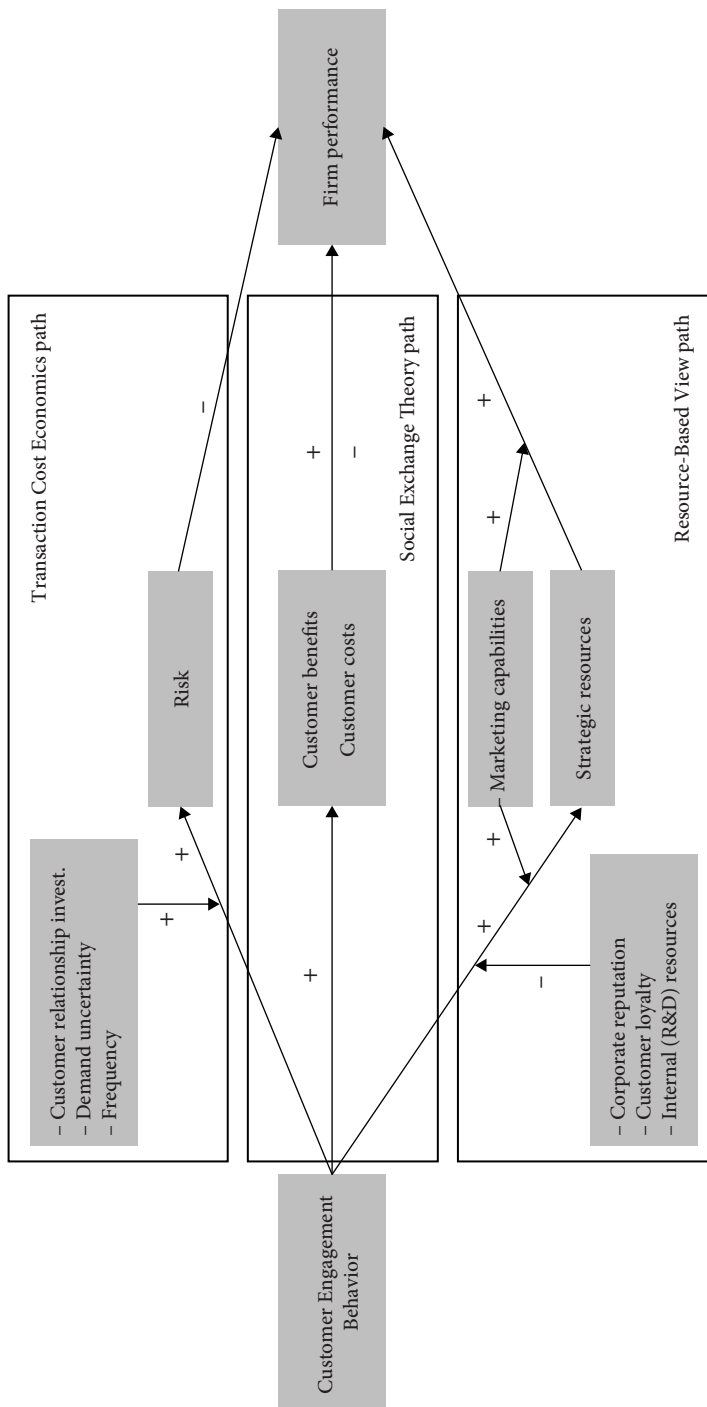 Transaction Cost Economics path
– Customer relationship invest.
– Demand uncertainty
– Frequency
+
+
Risk
–
Customer Engagement
Behavior
+
Customer benefits
Customer costs
+
–
Firm performance
Social Exchange Theory path
+
+
– Marketing capabilities
+
+
Strategic resources
–
– Corporate reputation
– Customer loyalty
– Internal (R&D) resources
Resource-Based View path